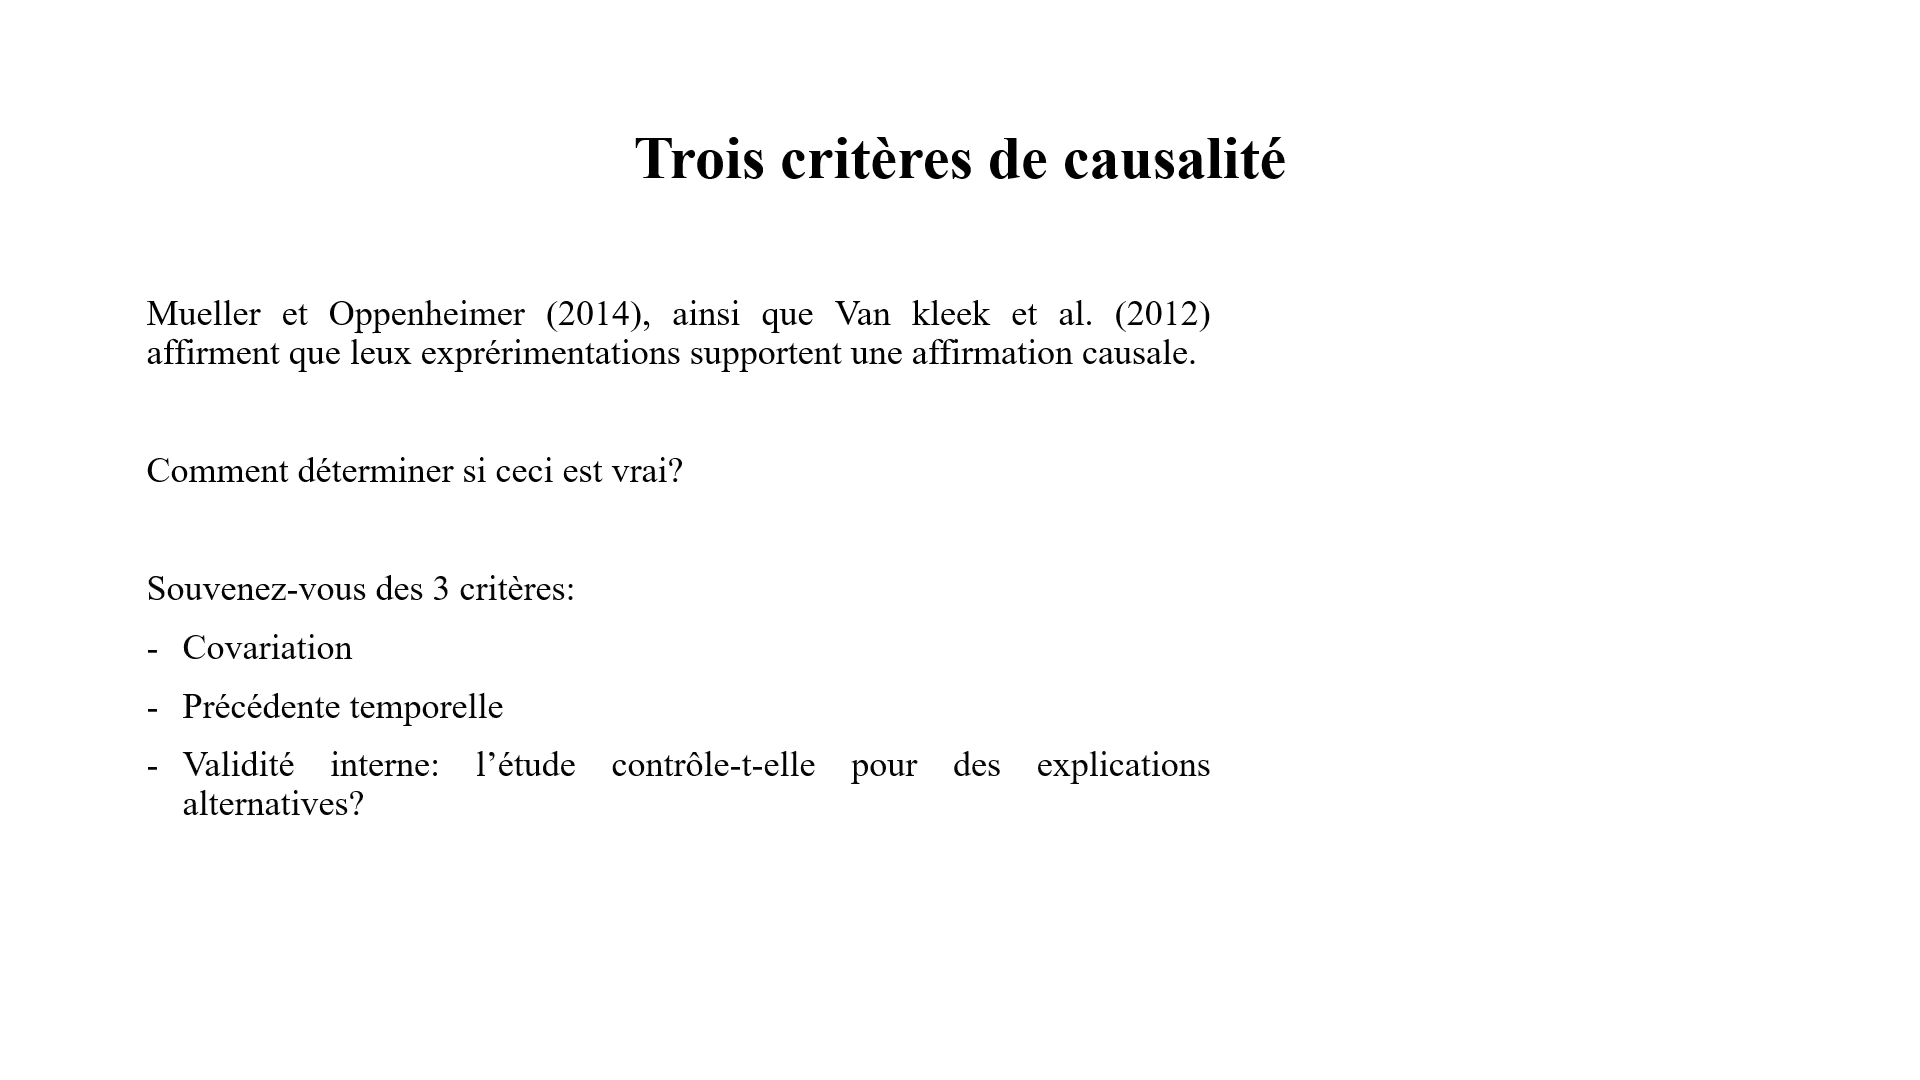 Trois critères de causalité
Mueller et Oppenheimer (2014), ainsi que Van kleek et al. (2012)
affirment que leux exprérimentations supportent une affirmation causale.
Comment déterminer si ceci est vrai?
Souvenez-vous des 3 critères:
- Covariation
- Précédente temporelle
- Validité interne: l’étude contrôle-t-elle pour des explications
alternatives?